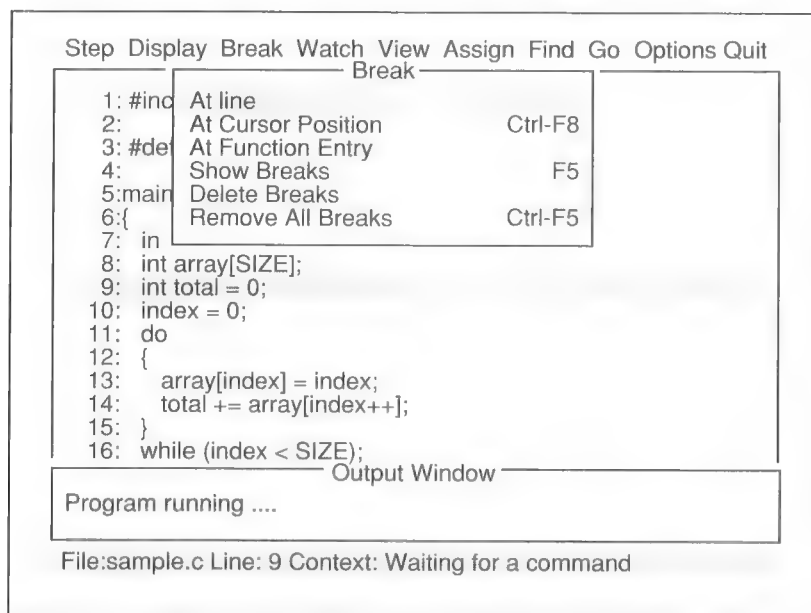 Step Display Break Watch View Assign Find Go Options Quit
Break
At line
At Cursor Position Ctrl-F8
At Function Entry
Show Breaks F5
Delete Breaks
Remove All Breaks Ctrl-F5
1: #inc
2:
3: #def
4:
5:main
6:{
7: in
8: int array[SIZE];
9: int total = 0;
10: index = 0;
11: do
12: {
13: array[index] = index;
14: total += array[index++];
15: }
16: while (index < SIZE);
Output Window
Program running ....
File:sample.c Line: 9 Context: Waiting for a command